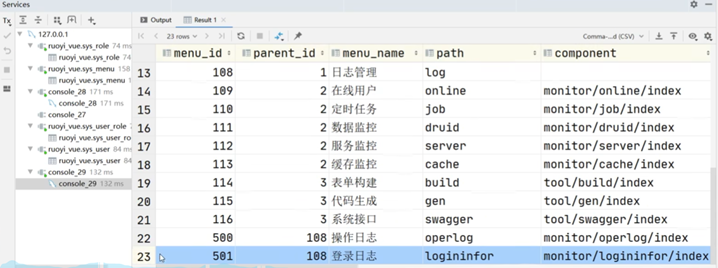 Services
Tx
Output
Result 1
127.0.0.1
ruoyi_vue.sys_role 74 ms
ruoyi_vue.sys_role
ruoyi_vue.sys_menu 158
ruoyi_vue.sys_menu
console_28 171 ms
console_28 171 ms
console_27
ruoyi_vue.sys_user_role
ruoyi_vue.sys_user_ro
ruoyi_vue.sys_user 84 ms
ruoyi_vue.sys_user 84
console_29 132 ms
console_29 132 ms
23 rows
Comma-...d (CSV)
menu_id parent_id menu_name path component
13 108 1 日志管理 log
14 109 2 在线用户 online monitor/online/index
15 110 2 定时任务 job monitor/job/index
16 111 2 数据监控 druid monitor/druid/index
17 112 2 服务监控 server monitor/server/index
18 113 2 缓存监控 cache monitor/cache/index
19 114 3 表单构建 build tool/build/index
20 115 3 代码生成 gen tool/gen/index
21 116 3 系统接口 swagger tool/swagger/index
22 500 108 操作日志 operlog monitor/operlog/index
23 501 108 登录日志 logininfor monitor/logininfor/index